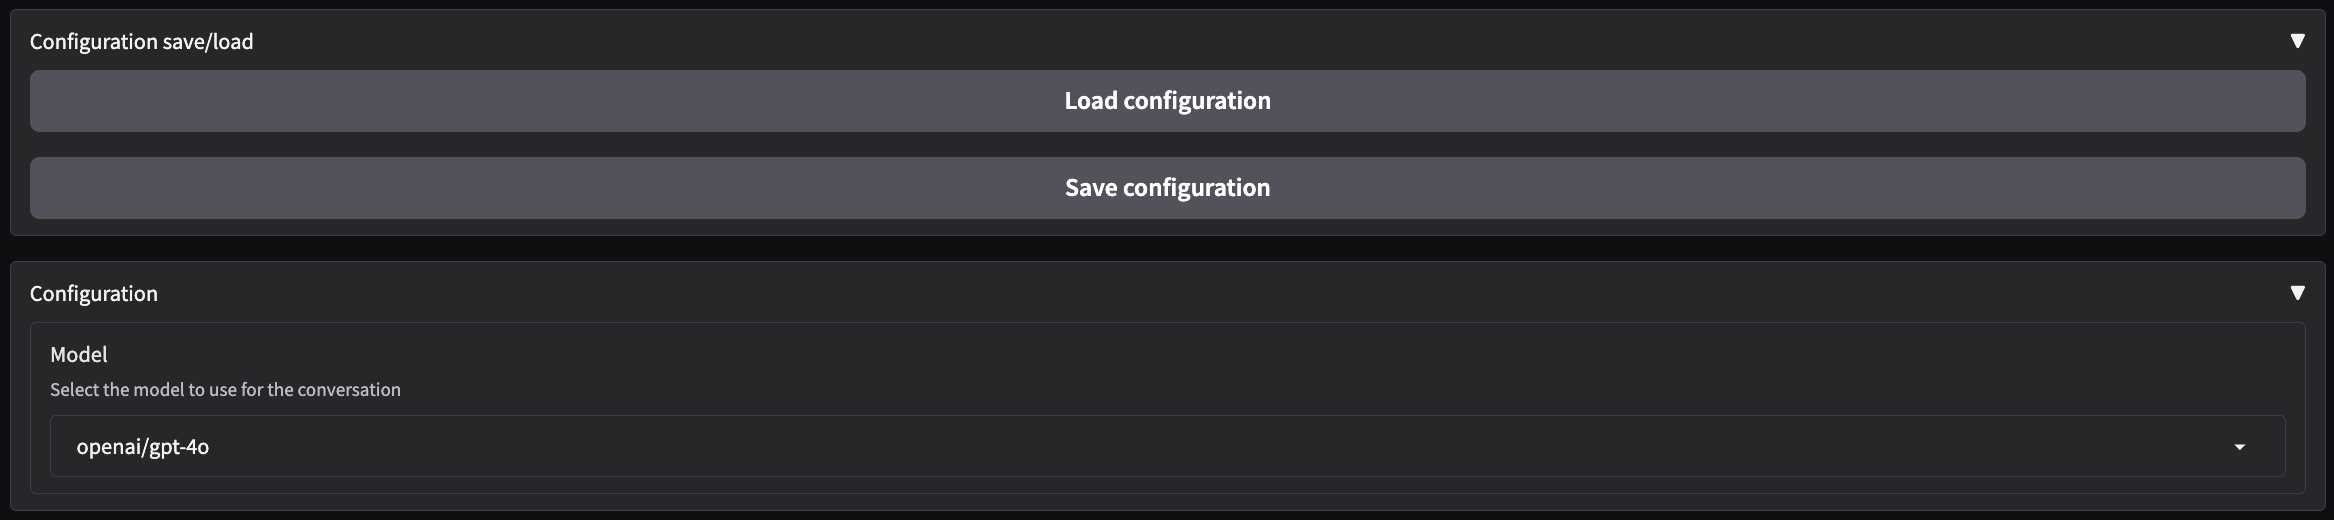 Configuration save/load
Load configuration
Save configuration
Configuration
Model
Select the model to use for the conversation
openai/gpt-4o